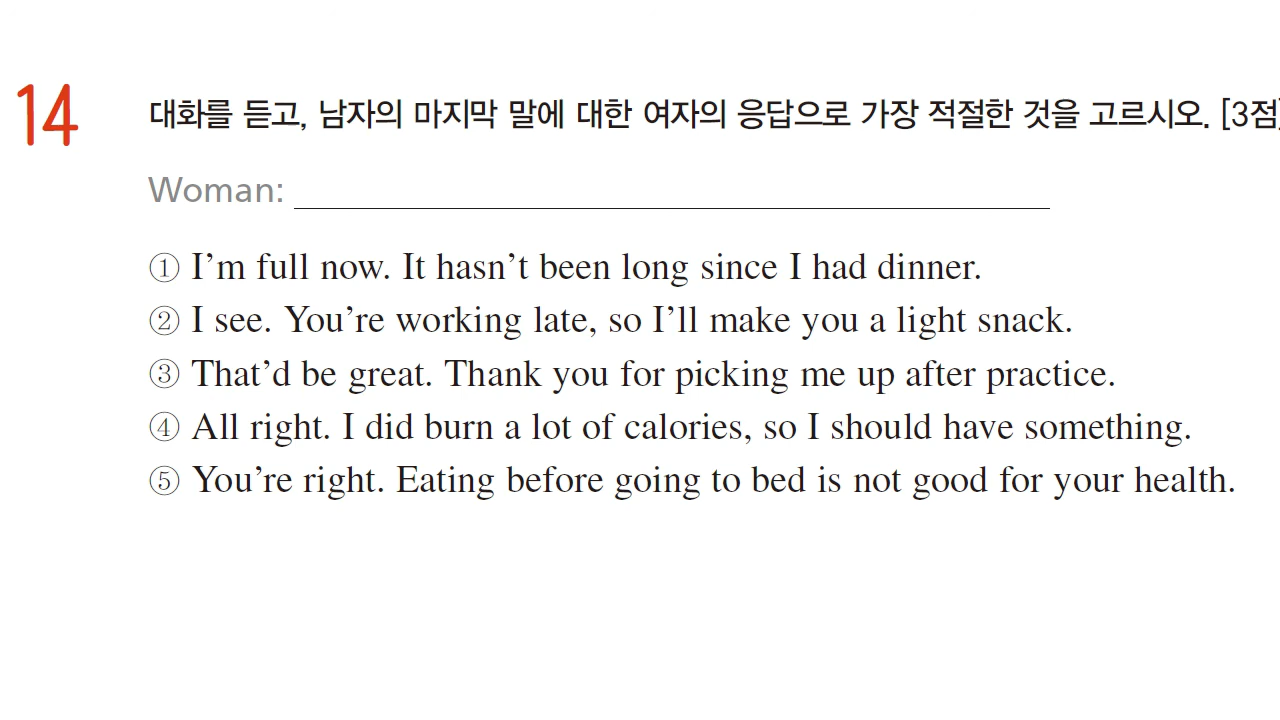 14 대화를 듣고, 남자의 마지막 말에 대한 여자의 응답으로 가장 적절한 것을 고르시오. [3점]
Woman:
① I’m full now. It hasn’t been long since I had dinner.
② I see. You’re working late, so I’ll make you a light snack.
③ That’d be great. Thank you for picking me up after practice.
④ All right. I did burn a lot of calories, so I should have something.
⑤ You’re right. Eating before going to bed is not good for your health.